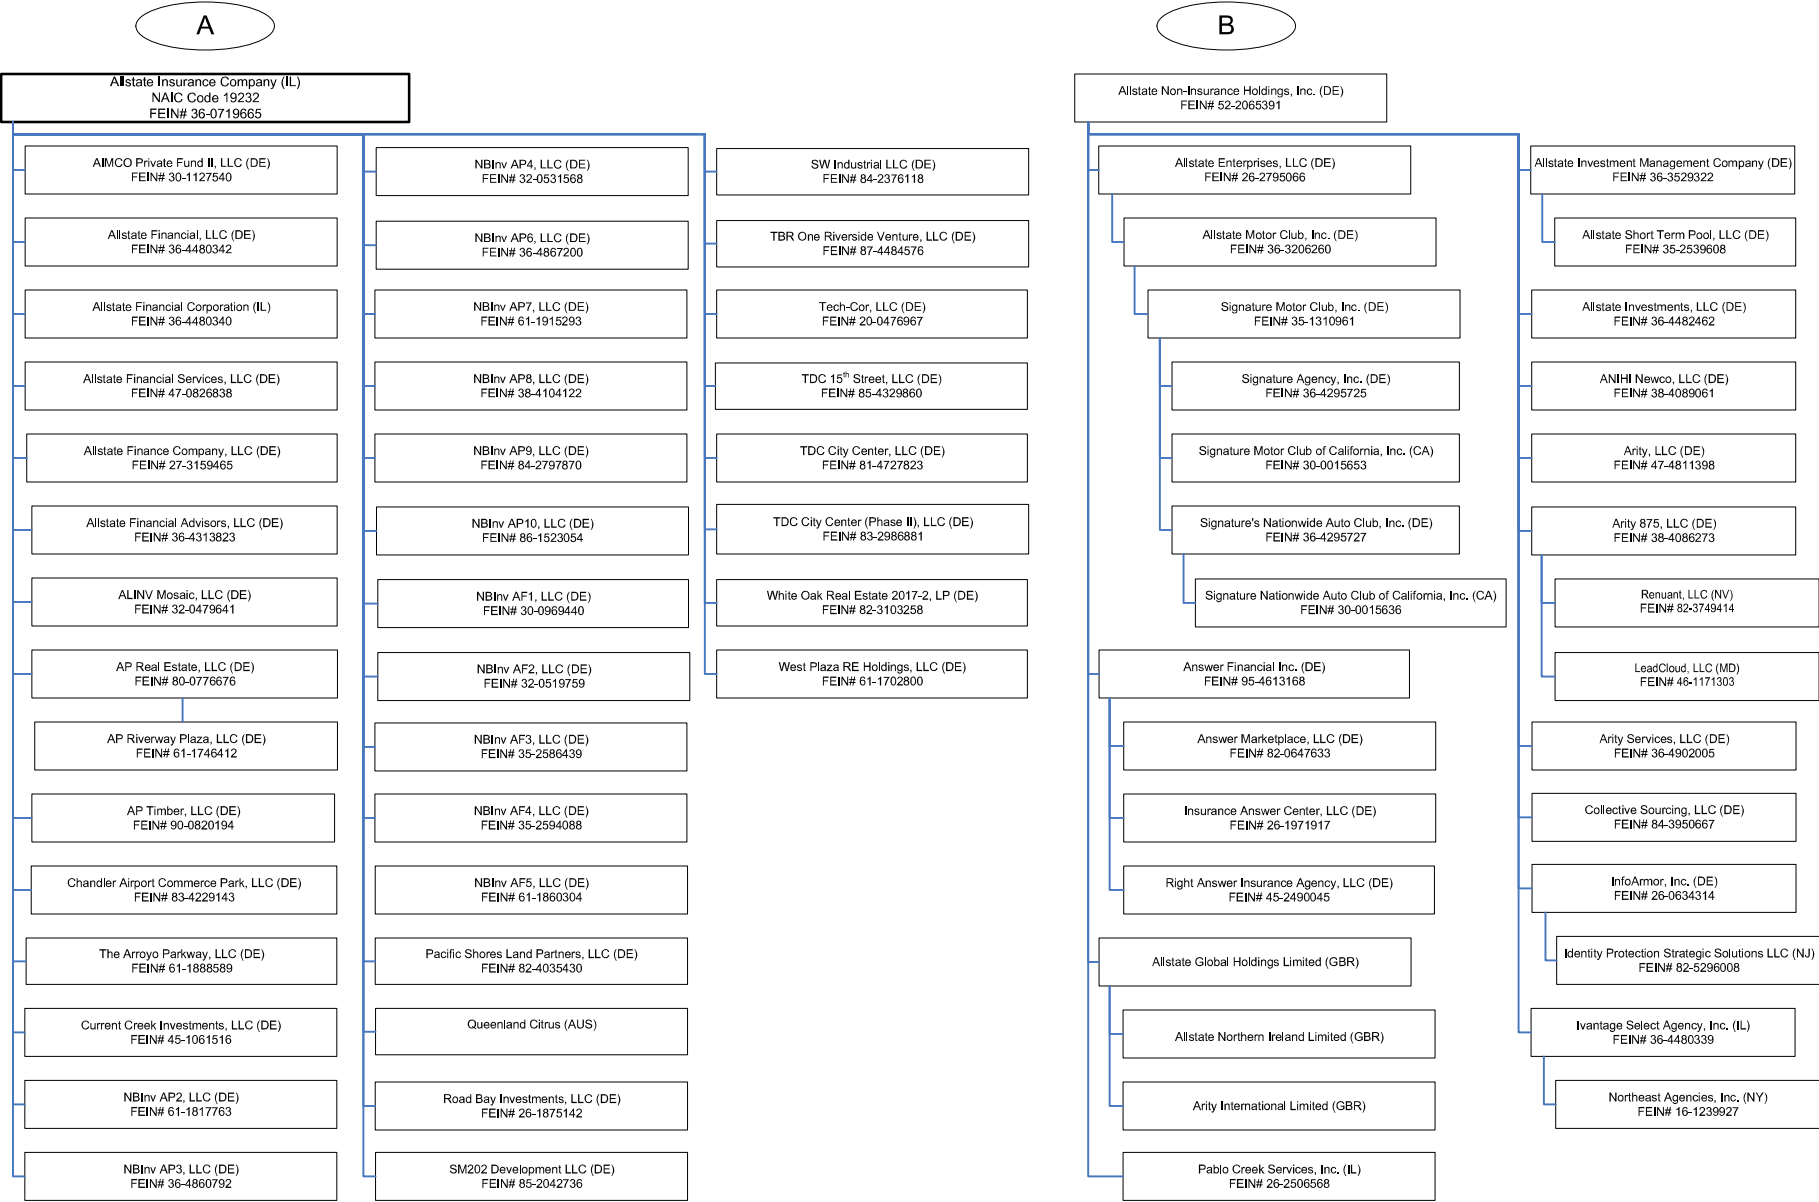 A
Allstate Insurance Company (IL)
NAIC Code 19232
FEIN# 36-0719665
AIMCO Private Fund II, LLC (DE)
FEIN# 30-1127540
Allstate Financial, LLC (DE)
FEIN# 36-4480342
Allstate Financial Corporation (IL)
FEIN# 36-4480340
Allstate Financial Services, LLC (DE)
FEIN# 47-0826838
Allstate Finance Company, LLC (DE)
FEIN# 27-3159465
Allstate Financial Advisors, LLC (DE)
FEIN# 36-4313823
ALINV Mosaic, LLC (DE)
FEIN# 32-0479641
AP Real Estate, LLC (DE)
FEIN# 80-0776676
AP Riverway Plaza, LLC (DE)
FEIN# 61-1746412
AP Timber, LLC (DE)
FEIN# 90-0820194
Chandler Airport Commerce Park, LLC (DE)
FEIN# 83-4229143
The Arroyo Parkway, LLC (DE)
FEIN# 61-1888589
Current Creek Investments, LLC (DE)
FEIN# 45-1061516
NBInv AP2, LLC (DE)
FEIN# 61-1817763
NBInv AP3, LLC (DE)
FEIN# 36-4860792
NBInv AP4, LLC (DE)
FEIN# 32-0531568
NBInv AP6, LLC (DE)
FEIN# 36-4867200
NBInv AP7, LLC (DE)
FEIN# 61-1915293
NBInv AP8, LLC (DE)
FEIN# 38-4104122
NBInv AP9, LLC (DE)
FEIN# 84-2797870
NBInv AP10, LLC (DE)
FEIN# 86-1523054
NBInv AF1, LLC (DE)
FEIN# 30-0969440
NBInv AF2, LLC (DE)
FEIN# 32-0519759
NBInv AF3, LLC (DE)
FEIN# 35-2586439
NBInv AF4, LLC (DE)
FEIN# 35-2594088
NBInv AF5, LLC (DE)
FEIN# 61-1860304
Pacific Shores Land Partners, LLC (DE)
FEIN# 82-4035430
Queenland Citrus (AUS)
Road Bay Investments, LLC (DE)
FEIN# 26-1875142
SM202 Development LLC (DE)
FEIN# 85-2042736
SW Industrial LLC (DE)
FEIN# 84-2376118
TBR One Riverside Venture, LLC (DE)
FEIN# 87-4484576
Tech-Cor, LLC (DE)
FEIN# 20-0476967
TDC 15th Street, LLC (DE)
FEIN# 85-4329860
TDC City Center, LLC (DE)
FEIN# 81-4727823
TDC City Center (Phase II), LLC (DE)
FEIN# 83-2986881
White Oak Real Estate 2017-2, LP (DE)
FEIN# 82-3103258
West Plaza RE Holdings, LLC (DE)
FEIN# 61-1702800
B
Allstate Non-Insurance Holdings, Inc. (DE)
FEIN# 52-2065391
Allstate Enterprises, LLC (DE)
FEIN# 26-2795066
Allstate Motor Club, Inc. (DE)
FEIN# 36-3206260
Signature Motor Club, Inc. (DE)
FEIN# 35-1310961
Signature Agency, Inc. (DE)
FEIN# 36-4295725
Signature Motor Club of California, Inc. (CA)
FEIN# 30-0015653
Signature's Nationwide Auto Club, Inc. (DE)
FEIN# 36-4295727
Signature Nationwide Auto Club of California, Inc. (CA)
FEIN# 30-0015636
Answer Financial Inc. (DE)
FEIN# 95-4613168
Answer Marketplace, LLC (DE)
FEIN# 82-0647633
Insurance Answer Center, LLC (DE)
FEIN# 26-1971917
Right Answer Insurance Agency, LLC (DE)
FEIN# 45-2490045
Allstate Global Holdings Limited (GBR)
Allstate Northern Ireland Limited (GBR)
Arity International Limited (GBR)
Pablo Creek Services, Inc. (IL)
FEIN# 26-2506568
Allstate Investment Management Company (DE)
FEIN# 36-3529322
Allstate Short Term Pool, LLC (DE)
FEIN# 35-2539608
Allstate Investments, LLC (DE)
FEIN# 36-4482462
ANIHI Newco, LLC (DE)
FEIN# 38-4089061
Arity, LLC (DE)
FEIN# 47-4811398
Arity 875, LLC (DE)
FEIN# 38-4086273
Renuant, LLC (NV)
FEIN# 82-3749414
LeadCloud, LLC (MD)
FEIN# 46-1171303
Arity Services, LLC (DE)
FEIN# 36-4902005
Collective Sourcing, LLC (DE)
FEIN# 84-3950667
InfoArmor, Inc. (DE)
FEIN# 26-0634314
Identity Protection Strategic Solutions LLC (NJ)
FEIN# 82-5296008
Ivantage Select Agency, Inc. (IL)
FEIN# 36-4480339
Northeast Agencies, Inc. (NY)
FEIN# 16-1239927